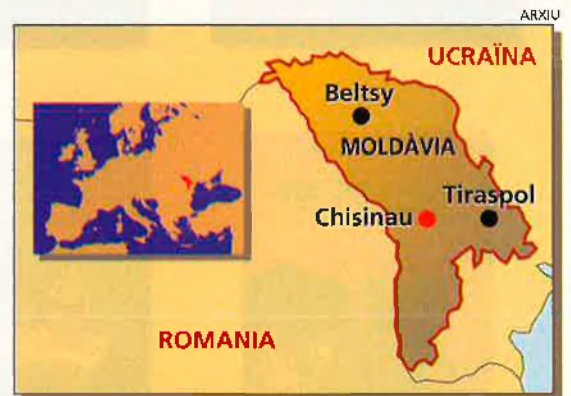 ARXIU
UCRAÏNA
Beltsy
MOLDÀVIA
Tiraspol
Chisinau
ROMANIA